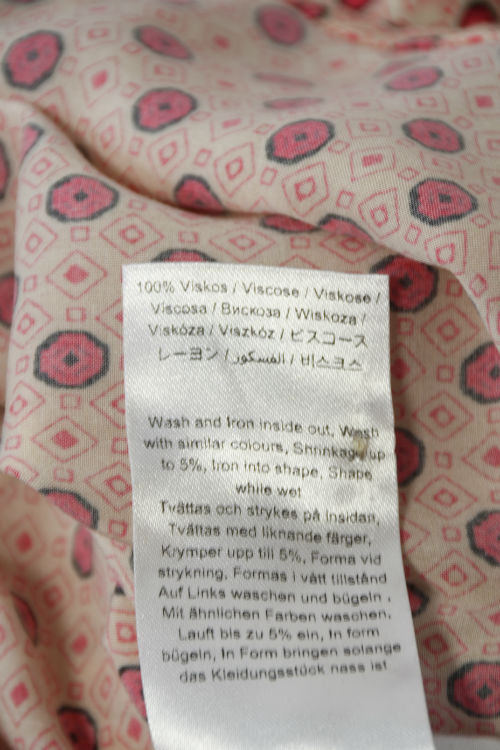 100% Viskos / Viscose / Viskose /
Viscosa / Вискоза / Wiskoza /
Viskóza / Viszkóz / ビスコース
レーヨン / الفسكور / 비스코스
Wash and Iron inside out, Wash
with similar colours, Shrinkage up
to 5%, Iron into shape, Shape
while wet
Tvättas och strykes på insidan,
Tvättas med liknande färger,
Krymper upp till 5%, Forma vid
strykning, Formas i vått tillstånd
Auf Links waschen und bügeln ,
Mit ähnlichen Farben waschen,
Lauft bis zu 5% ein, In form
bügeln, In Form bringen solange
das Kleidungsstück nass ist